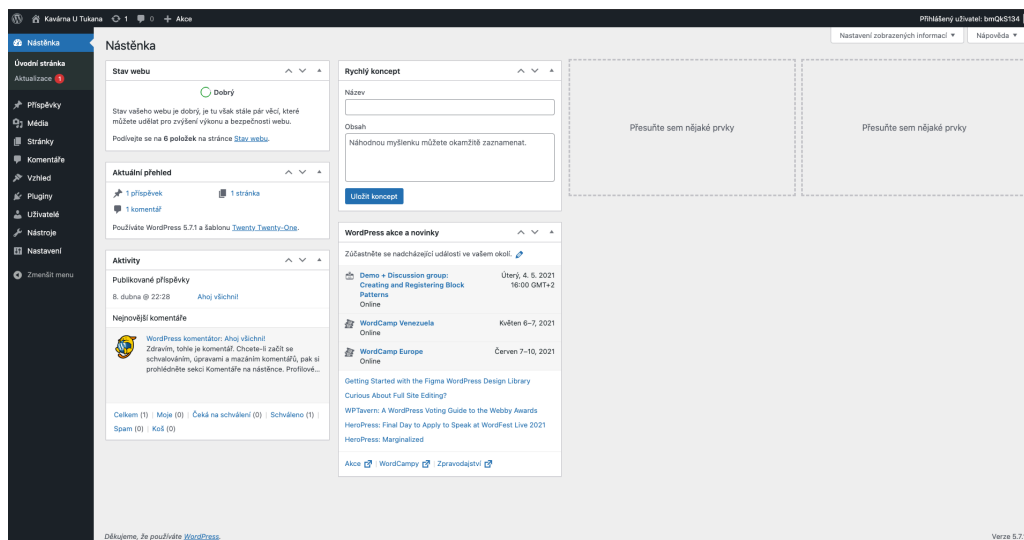 Kavárna U Tukana 1 0 + Akce Přihlášený uživatel: bmQkS134
Nastavení zobrazených informací ▼ Nápověda ▼
Nástěnka
Úvodní stránka
Aktualizace 1
Příspěvky
Média
Stránky
Komentáře
Vzhled
Pluginy
Uživatelé
Nástroje
Nastavení
Zmenšit menu
Nástěnka
Stav webu
Dobrý
Stav vašeho webu je dobrý, je tu však stále pár věcí, které
můžete udělat pro zvýšení výkonu a bezpečnosti webu.
Podívejte se na 6 položek na stránce Stav webu.
Aktuální přehled
1 příspěvek 1 stránka
1 komentář
Používáte WordPress 5.7.1 a šablonu Twenty Twenty-One.
Aktivity
Publikované příspěvky
8. dubna @ 22:28 Ahoj všichni!
Nejnovější komentáře
WordPress komentátor: Ahoj všichni!
Zdravím, tohle je komentář. Chcete-li začít se
schvalováním, úpravami a mazáním komentářů, pak si
prohlédněte sekci Komentáře na nástěnce. Profilové...
Celkem (1) | Moje (0) | Čeká na schválení (0) | Schváleno (1) |
Spam (0) | Koš (0)
Rychlý koncept
Název
Obsah
Náhodnou myšlenku můžete okamžitě zaznamenat.
Uložit koncept
WordPress akce a novinky
Zúčastněte se nadcházející události ve vašem okolí.
Demo + Discussion group: Úterý, 4. 5. 2021
Creating and Registering Block 16:00 GMT+2
Patterns
Online
WordCamp Venezuela Květen 6–7, 2021
Online
WordCamp Europe Červen 7–10, 2021
Online
Getting Started with the Figma WordPress Design Library
Curious About Full Site Editing?
WPTavern: A WordPress Voting Guide to the Webby Awards
HeroPress: Final Day to Apply to Speak at WordFest Live 2021
HeroPress: Marginalized
Akce | WordCampy | Zpravodajství
Přesuňte sem nějaké prvky
Přesuňte sem nějaké prvky
Děkujeme, že používáte WordPress. Verze 5.7.1